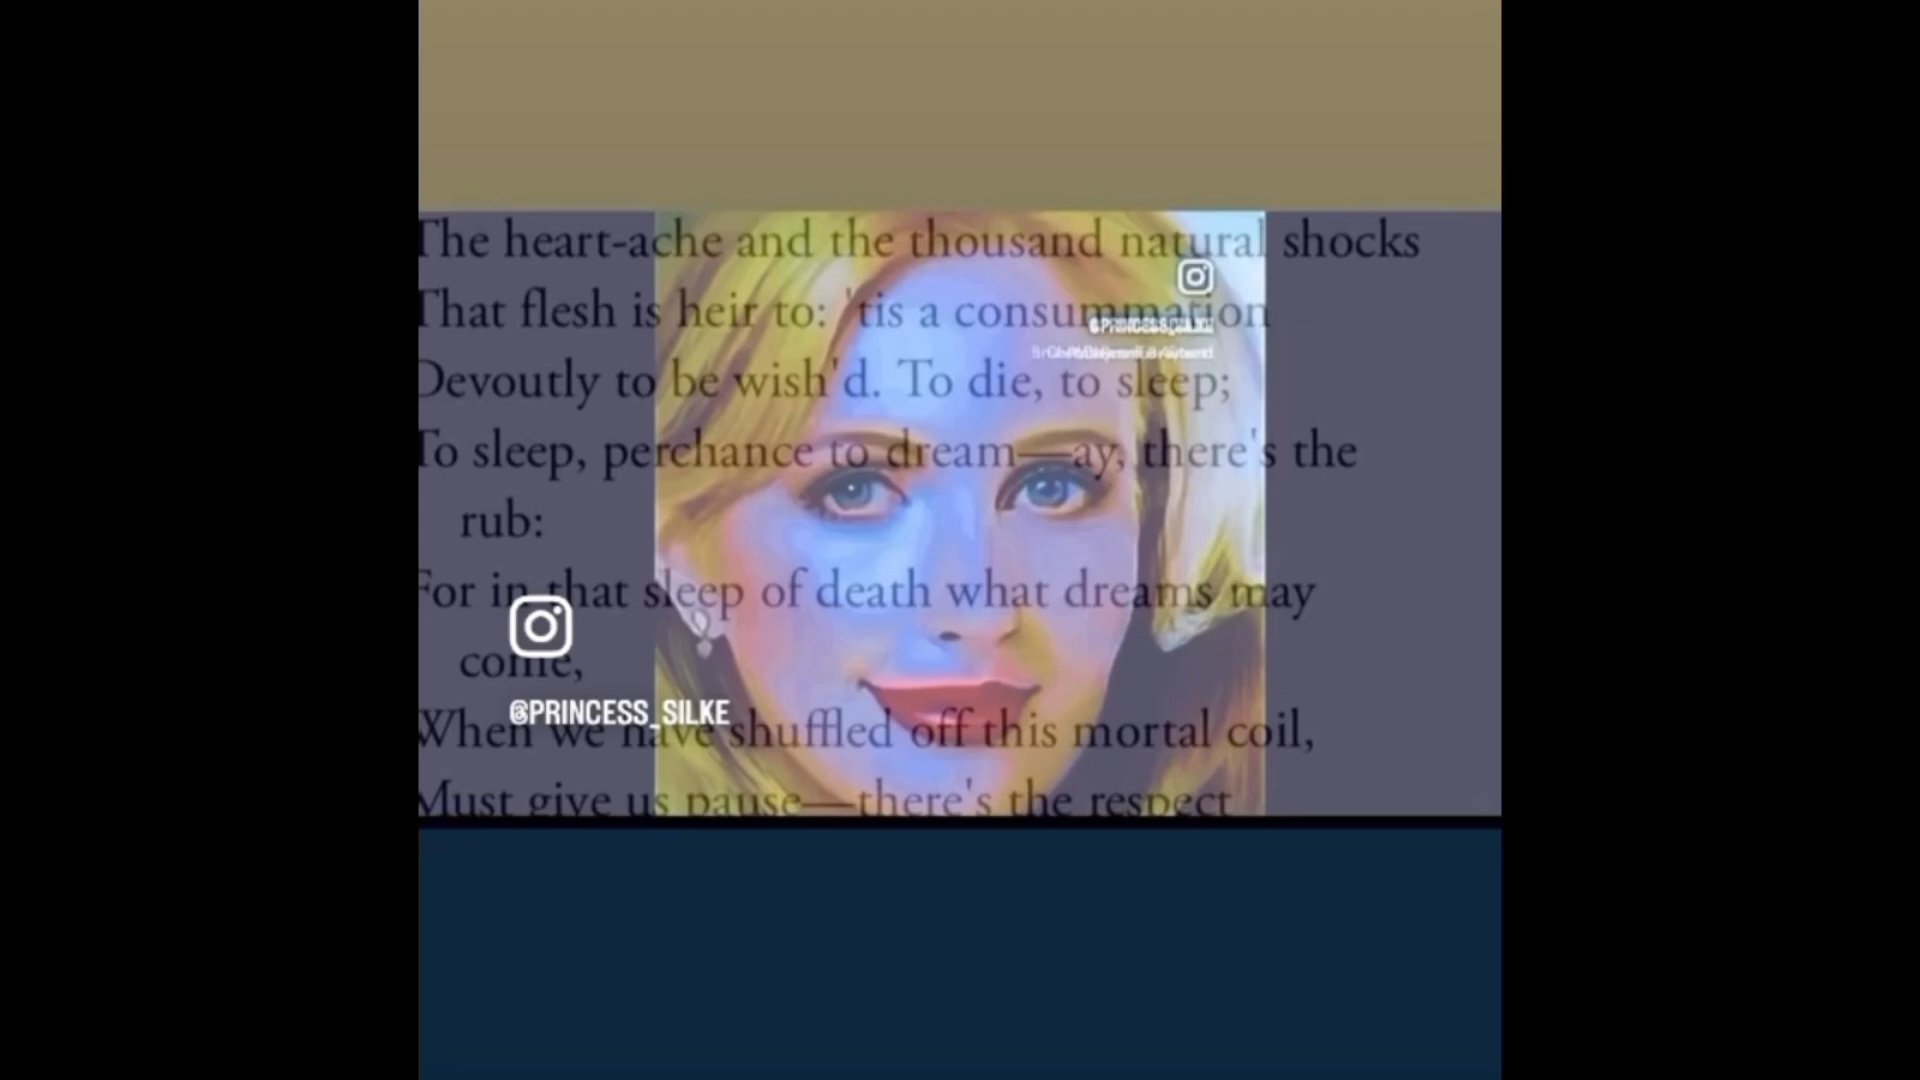 The heart-ache and the thousand natural shocks
That flesh is heir to: 'tis a consummation
@PRINCESS_SILKE
Devoutly to be wish'd. To die, to sleep;
To sleep, perchance to dream—ay, there's the
rub:
For in that sleep of death what dreams may
come,
@PRINCESS_SILKE
When we have shuffled off this mortal coil,
Must give us pause—there's the respect